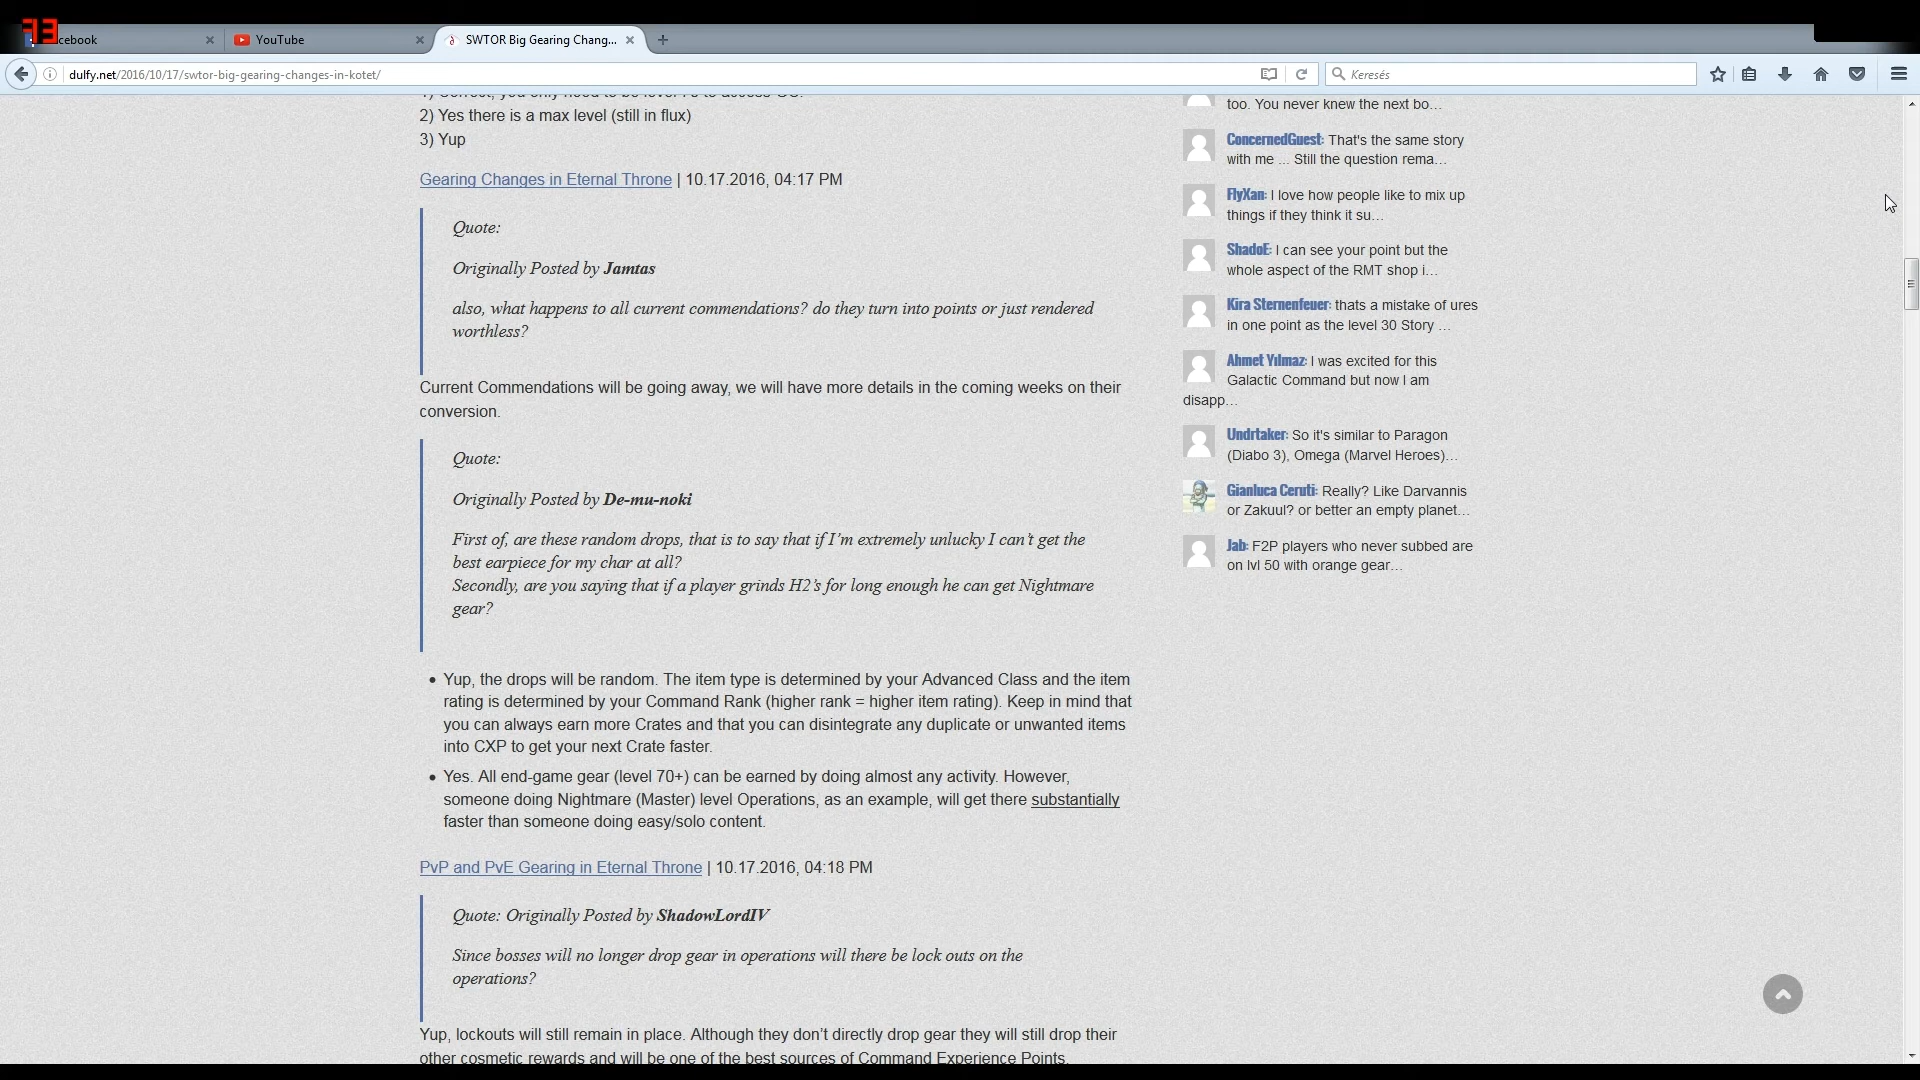 73
cebook
YouTube
SWTOR Big Gearing Chang...
dulfy.net/2016/10/17/swtor-big-gearing-changes-in-kotet/
Keresés
2) Yes there is a max level (still in flux)
3) Yup
Gearing Changes in Eternal Throne | 10.17.2016, 04:17 PM
Quote:
Originally Posted by Jamtas
also, what happens to all current commendations? do they turn into points or just rendered
worthless?
Current Commendations will be going away, we will have more details in the coming weeks on their
conversion.
Quote:
Originally Posted by De-mu-noki
First of, are these random drops, that is to say that if I'm extremely unlucky I can't get the
best earpiece for my char at all?
Secondly, are you saying that if a player grinds H2's for long enough he can get Nightmare
gear?
Yup, the drops will be random. The item type is determined by your Advanced Class and the item
rating is determined by your Command Rank (higher rank = higher item rating). Keep in mind that
you can always earn more Crates and that you can disintegrate any duplicate or unwanted items
into CXP to get your next Crate faster.
Yes. All end-game gear (level 70+) can be earned by doing almost any activity. However,
someone doing Nightmare (Master) level Operations, as an example, will get there substantially
faster than someone doing easy/solo content.
PvP and PvE Gearing in Eternal Throne | 10.17.2016, 04:18 PM
Quote: Originally Posted by ShadowLordIV
Since bosses will no longer drop gear in operations will there be lock outs on the
operations?
Yup, lockouts will still remain in place. Although they don't directly drop gear they will still drop their
other cosmetic rewards and will be one of the best sources of Command Experience Points.
too. You never knew the next bo...
ConcernedGuest: That's the same story
with me ... Still the question rema...
FlyXan: I love how people like to mix up
things if they think it su...
ShadoE: I can see your point but the
whole aspect of the RMT shop i...
Kira Sternenfeuer: thats a mistake of ures
in one point as the level 30 Story ...
Ahmet Yılmaz: I was excited for this
Galactic Command but now I am
disapp...
Undrtaker: So it's similar to Paragon
(Diabo 3), Omega (Marvel Heroes)...
Gianluca Ceruti: Really? Like Darvannis
or Zakuul? or better an empty planet...
Jab: F2P players who never subbed are
on lvl 50 with orange gear...